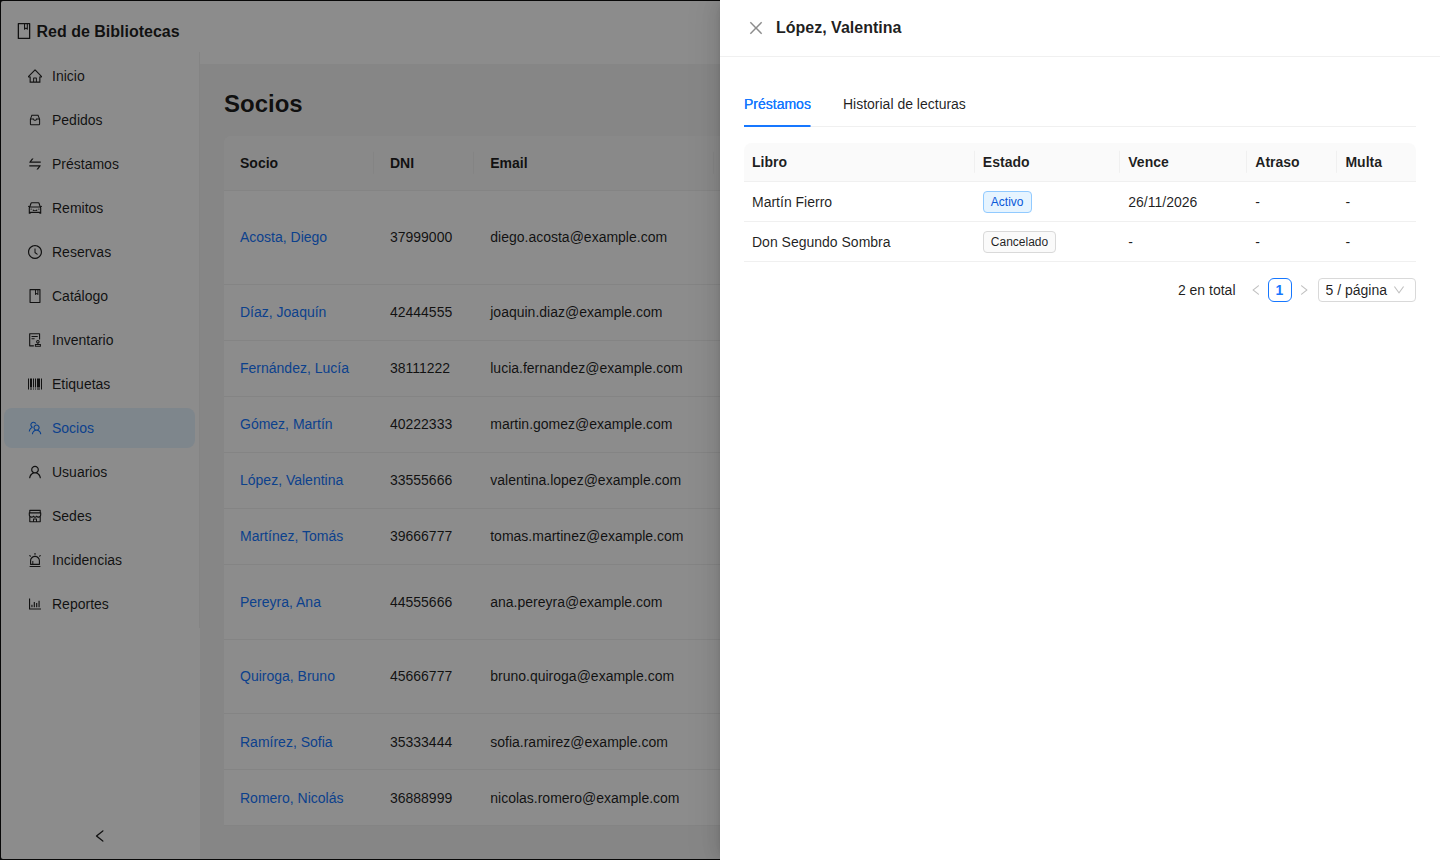 Red de Bibliotecas
Inicio
Pedidos
Préstamos
Remitos
Reservas
Catálogo
Inventario
Etiquetas
Socios
Usuarios
Sedes
Incidencias
Reportes
Socios
Socio DNI Email
Acosta, Diego 37999000 diego.acosta@example.com
Díaz, Joaquín 42444555 joaquin.diaz@example.com
Fernández, Lucía 38111222 lucia.fernandez@example.com
Gómez, Martín 40222333 martin.gomez@example.com
López, Valentina 33555666 valentina.lopez@example.com
Martínez, Tomás 39666777 tomas.martinez@example.com
Pereyra, Ana 44555666 ana.pereyra@example.com
Quiroga, Bruno 45666777 bruno.quiroga@example.com
Ramírez, Sofia 35333444 sofia.ramirez@example.com
Romero, Nicolás 36888999 nicolas.romero@example.com
López, Valentina
Préstamos Historial de lecturas
Libro Estado Vence Atraso Multa
Martín Fierro Activo 26/11/2026 - -
Don Segundo Sombra Cancelado - - -
2 en total 1 5 / página